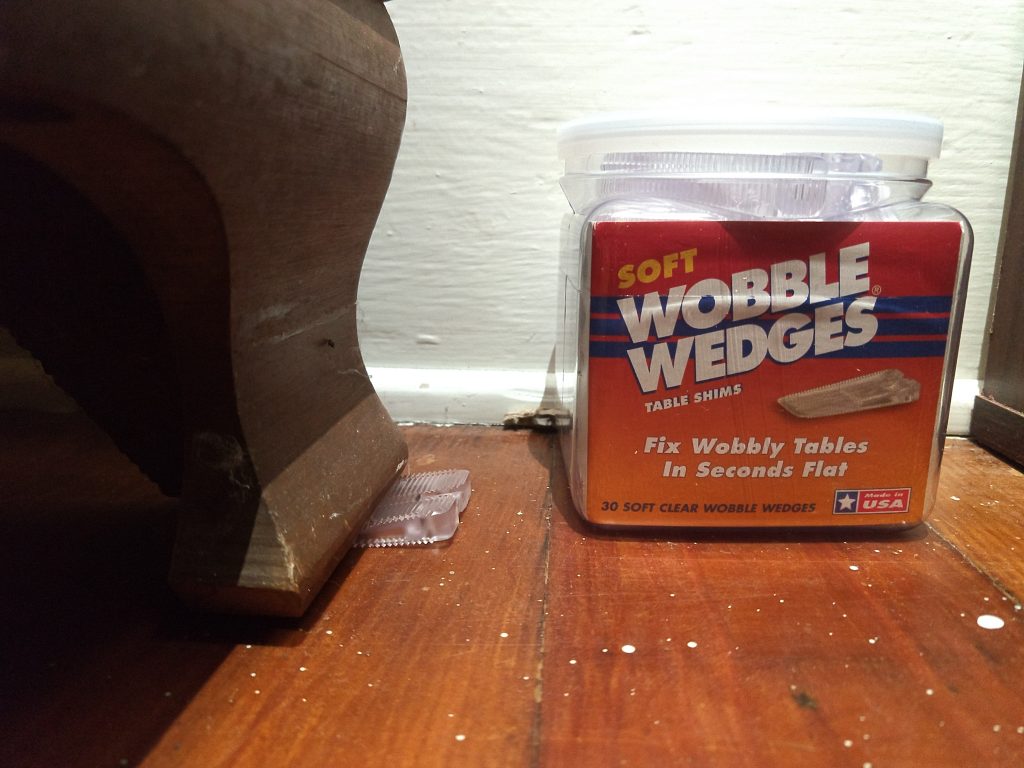 SOFT
WOBBLE
WEDGES®
TABLE SHIMS
Fix Wobbly Tables
In Seconds Flat
30 SOFT CLEAR WOBBLE WEDGES
Made in
USA